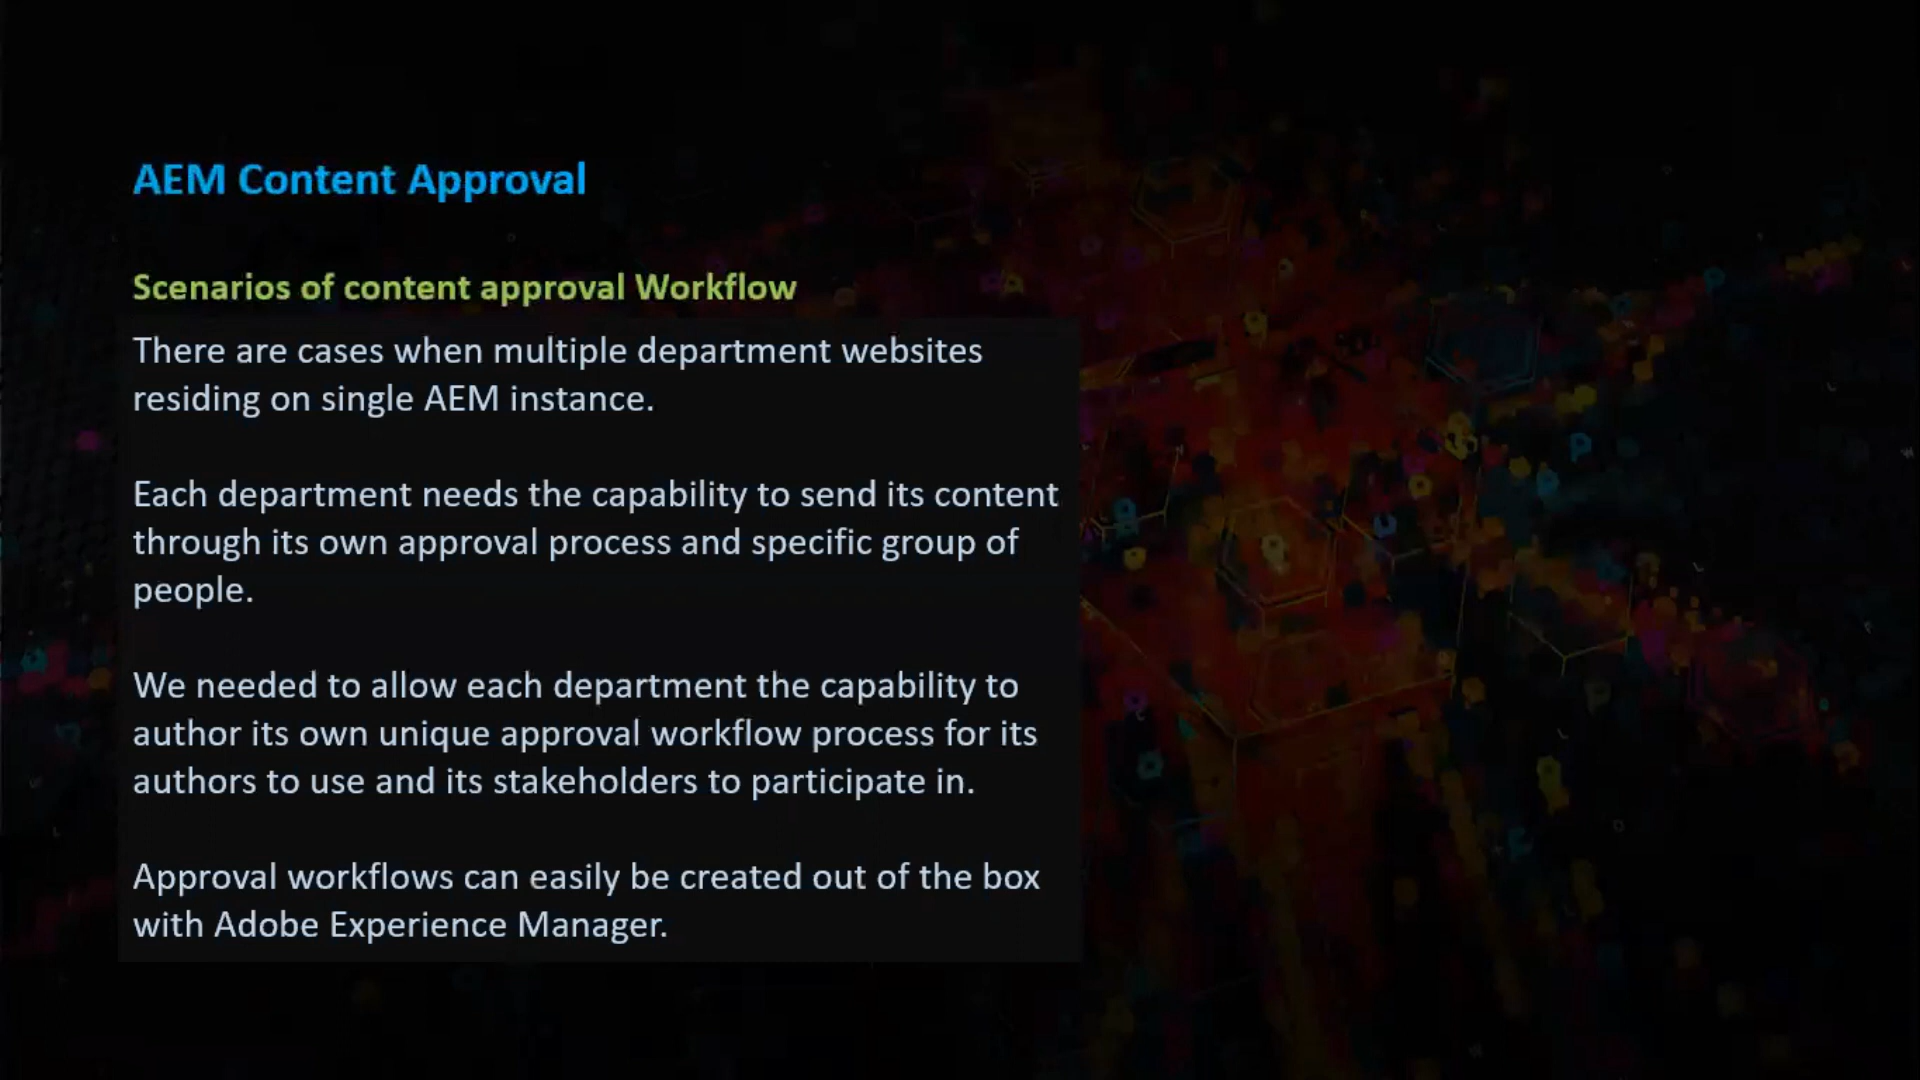 AEM Content Approval
Scenarios of content approval Workflow
There are cases when multiple department websites
residing on single AEM instance.
Each department needs the capability to send its content
through its own approval process and specific group of
people.
We needed to allow each department the capability to
author its own unique approval workflow process for its
authors to use and its stakeholders to participate in.
Approval workflows can easily be created out of the box
with Adobe Experience Manager.